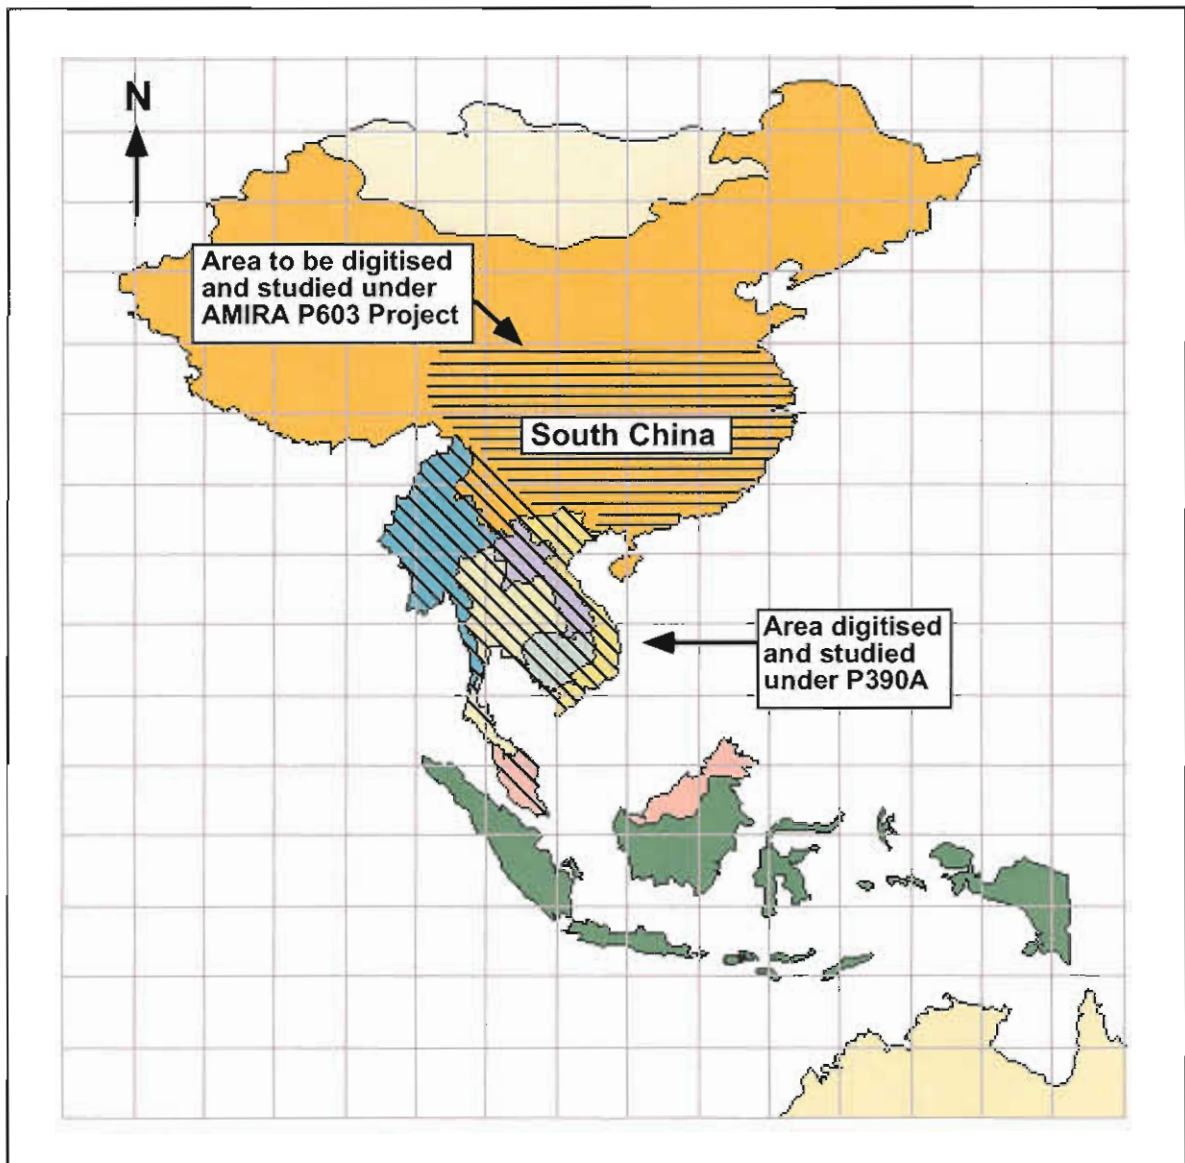 N
Area to be digitised
and studied under
AMIRA P603 Project
South China
Area digitised
and studied
under P390A